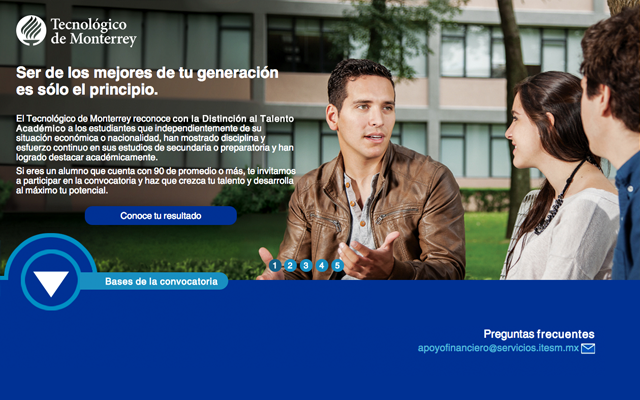 Tecnológico
de Monterrey
Ser de los mejores de tu generación
es sólo el principio.
El Tecnológico de Monterrey reconoce con la Distinción al Talento
Académico a los estudiantes que independientemente de su
situación económica o nacionalidad, han mostrado disciplina y
esfuerzo continuo en sus estudios de secundaria o preparatoria y han
logrado destacar académicamente.
Si eres un alumno que cuenta con 90 de promedio o más, te invitamos
a participar en la convocatoria y haz que crezca tu talento y desarrolla
al máximo tu potencial.
Conoce tu resultado
1 2 3 4 5
Bases de la convocatoria
Preguntas frecuentes
apoyofinanciero@servicios.itesm.mx